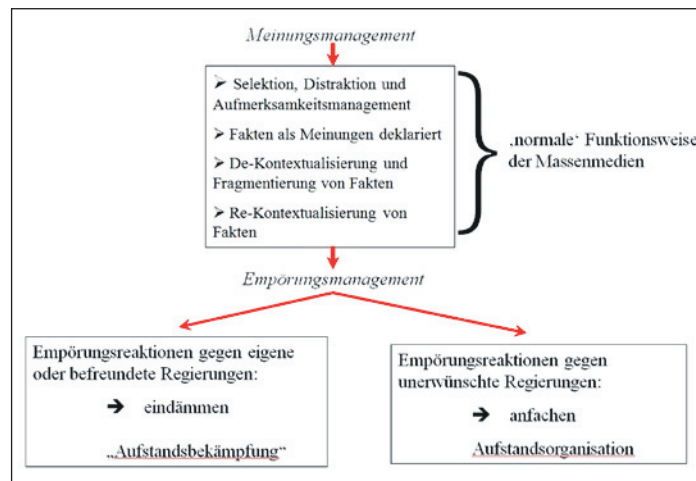 Meinungsmanagement
➢ Selektion, Distraktion und
Aufmerksamkeitsmanagement
➢ Fakten als Meinungen deklariert
➢ De-Kontextualisierung und
Fragmentierung von Fakten
➢ Re-Kontextualisierung von
Fakten
‚normale‘ Funktionsweise
der Massenmedien
Empörungsmanagement
Empörungsreaktionen gegen eigene
oder befreundete Regierungen:
➔ eindämmen
„Aufstandsbekämpfung“
Empörungsreaktionen gegen
unerwünschte Regierungen:
➔ anfachen
Aufstandsorganisation